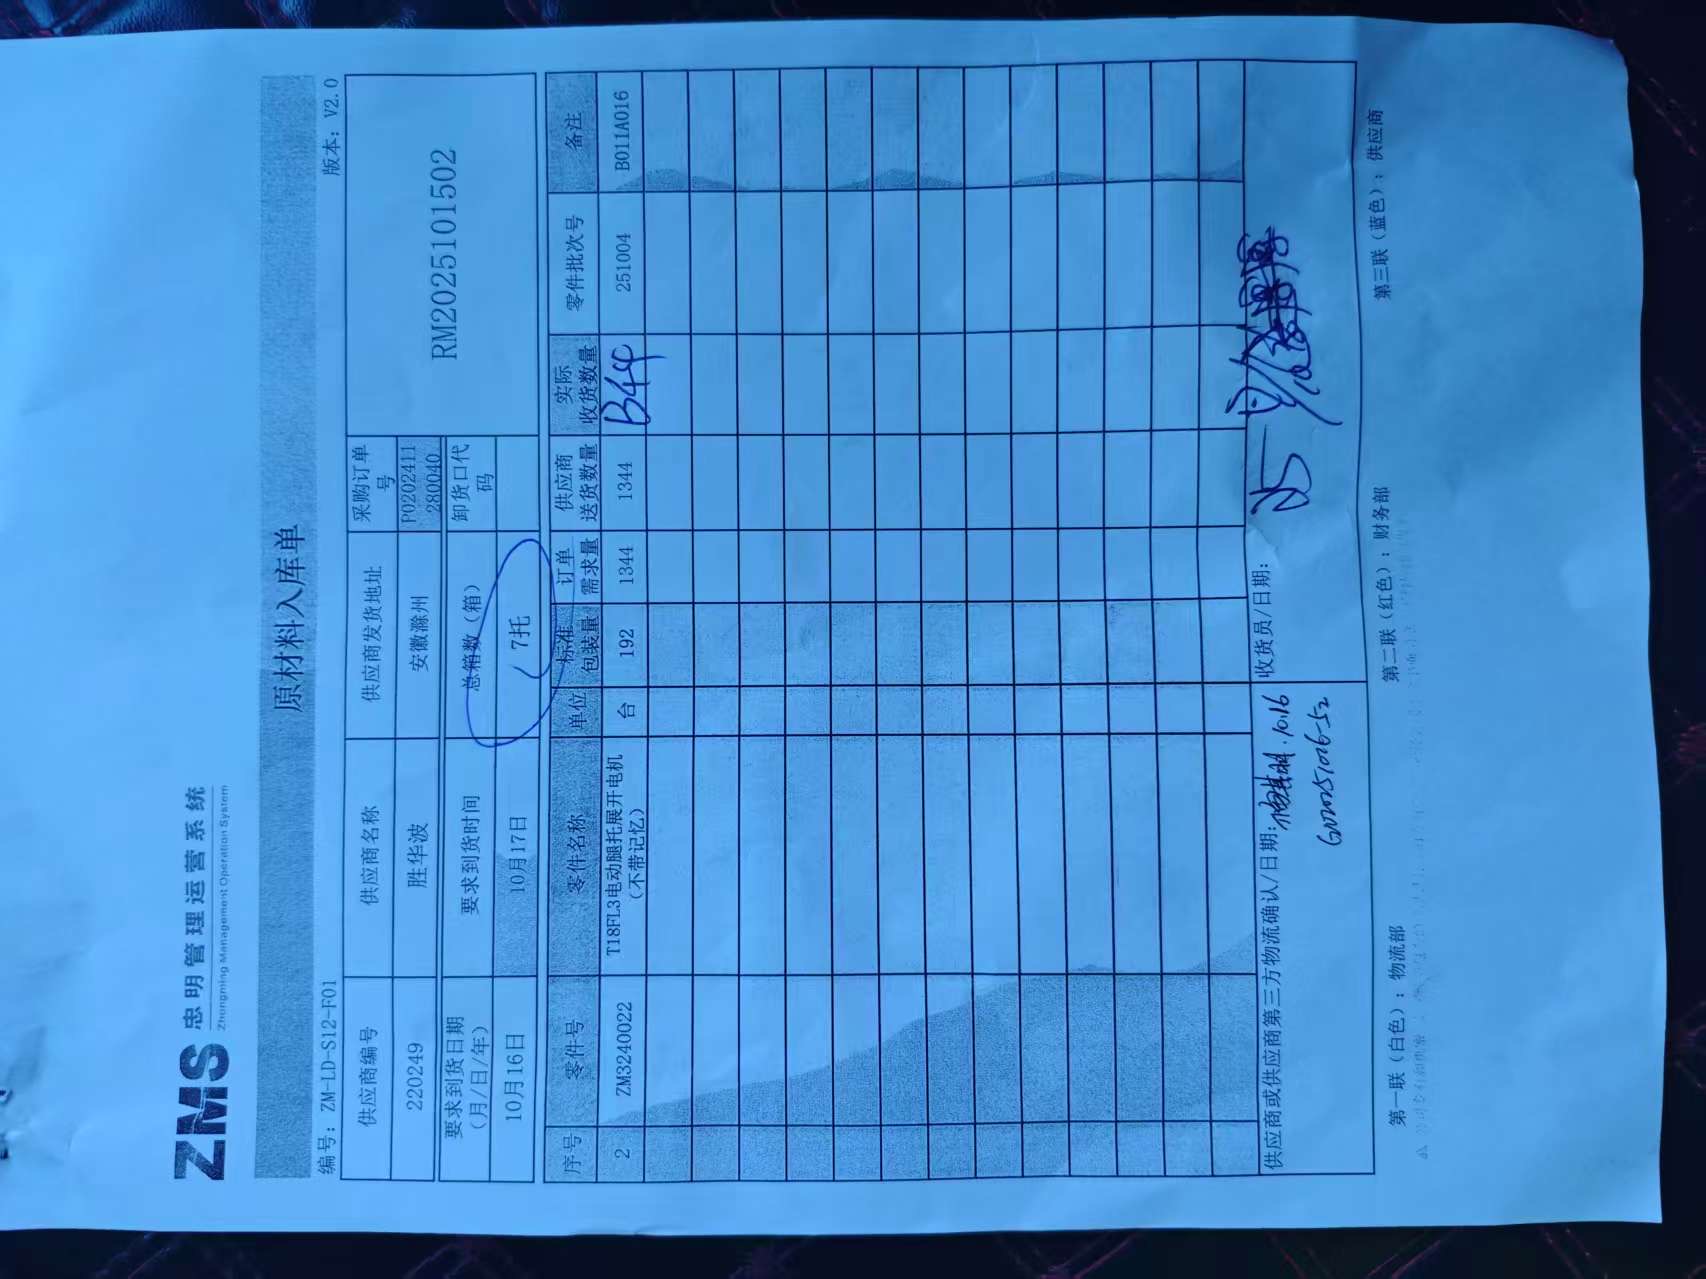 ZMS 忠明管理运营系统
Zhongming Management Operation System
原材料入库单
编号：ZM-LD-S12-F01 版本：V2.0
供应商编号 供应商名称 供应商发货地址 采购订单号 RM2025101502
220249 胜华波 安徽滁州 PO202411280040
要求到货日期（月/日/年） 要求到货时间 总箱数（箱） 卸货口代码
10月16日 10月17日 7托
序号 零件号 零件名称 单位 标准包装量 订单需求量 供应商送货数量 实际收货数量 零件批次号 备注
2 ZM3240022 T18FL3电动腿托展开电机（不带记忆） 台 192 1344 1344 1344 251004 B011A016
供应商或供应商第三方物流确认/日期： 10.16 收货员/日期：
第一联（白色）：物流部 第二联（红色）：财务部 第三联（蓝色）：供应商